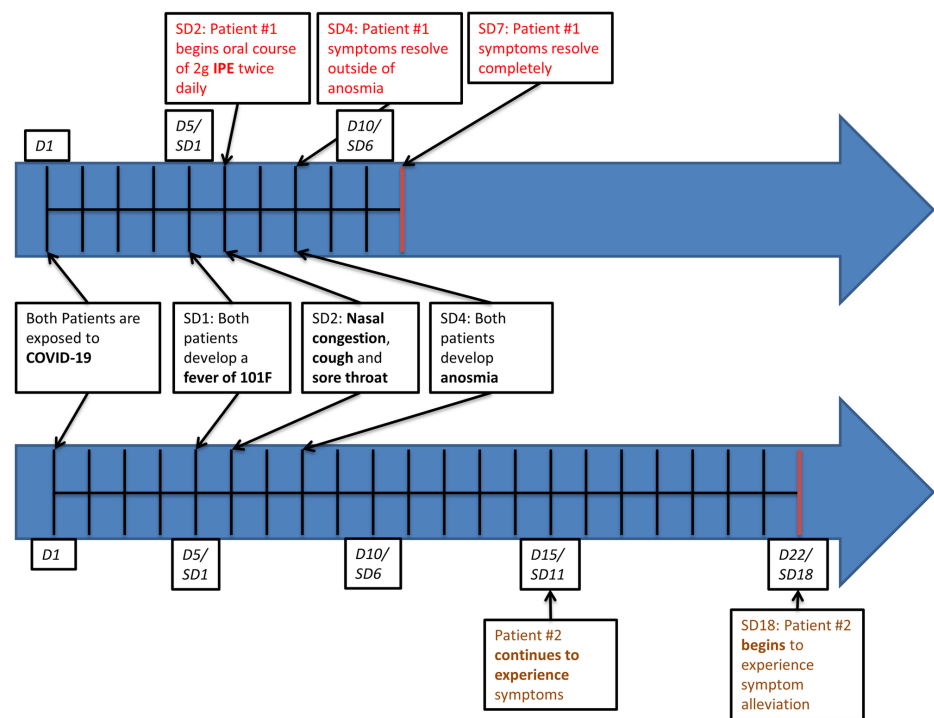 SD2: Patient #1
begins oral course
of 2g IPE twice
daily
SD4: Patient #1
symptoms resolve
outside of
anosmia
SD7: Patient #1
symptoms resolve
completely
D1
D5/
SD1
D10/
SD6
Both Patients are
exposed to
COVID-19
SD1: Both
patients
develop a
fever of 101F
SD2: Nasal
congestion,
cough and
sore throat
SD4: Both
patients
develop
anosmia
D1
D5/
SD1
D10/
SD6
D15/
SD11
D22/
SD18
Patient #2
continues to
experience
symptoms
SD18: Patient #2
begins to
experience
symptom
alleviation